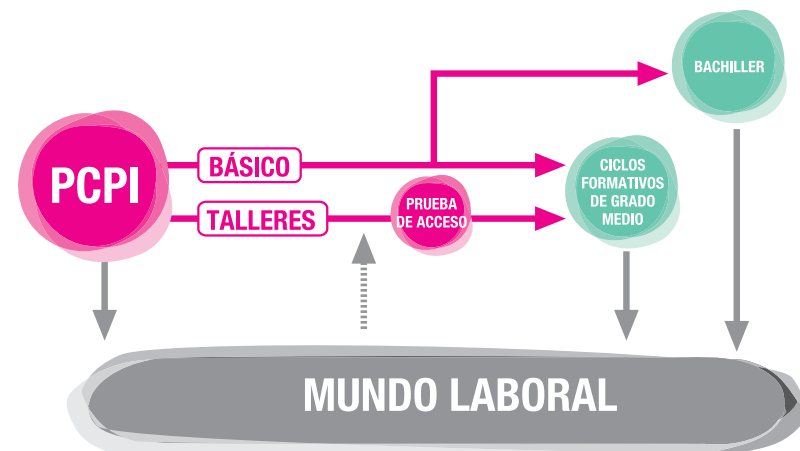 BACHILLER
PCPI
BÁSICO
CICLOS
FORMATIVOS
DE GRADO
MEDIO
TALLERES
PRUEBA
DE ACCESO
MUNDO LABORAL